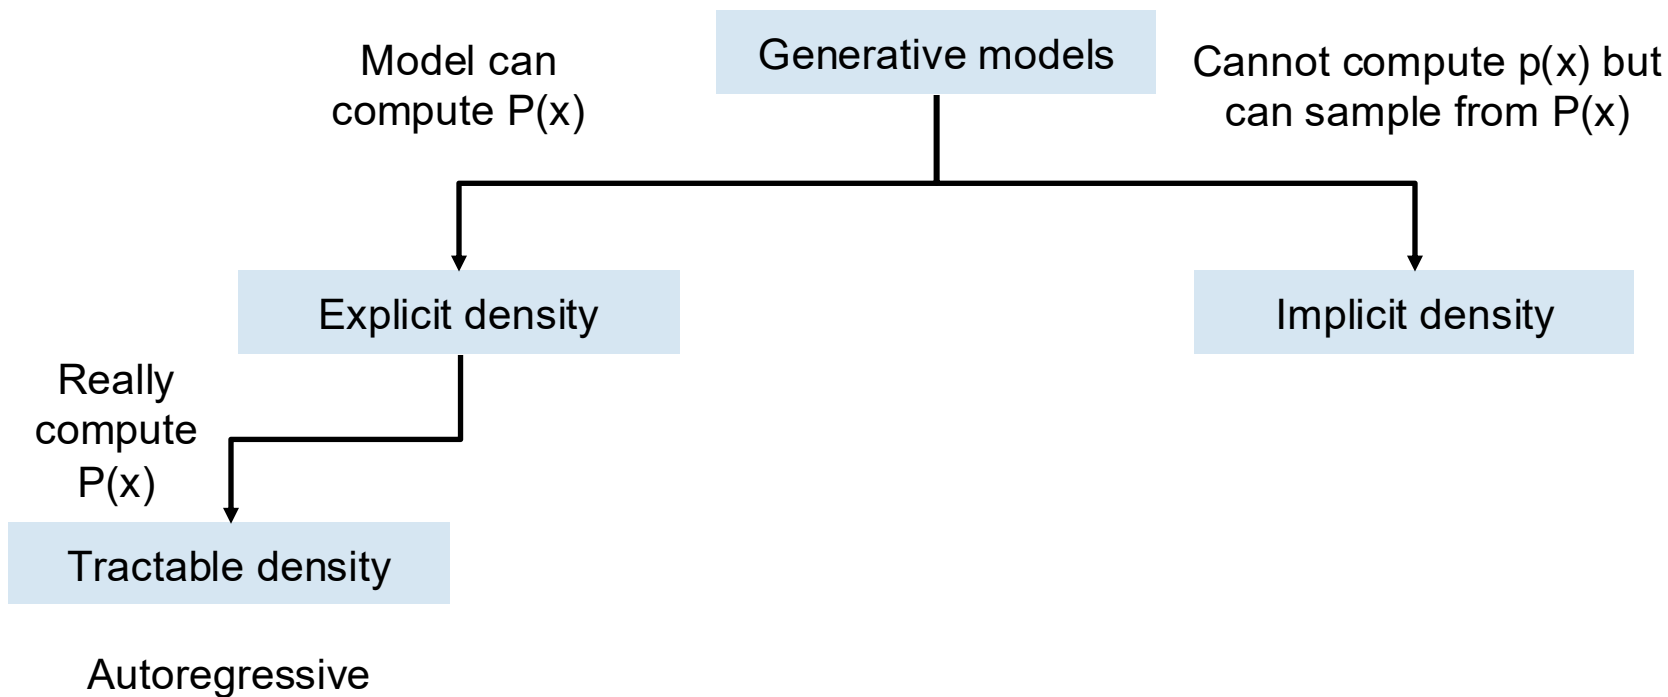 Generative models
Model can
compute P(x)
Cannot compute p(x) but
can sample from P(x)
Explicit density
Implicit density
Really
compute
P(x)
Tractable density
Autoregressive